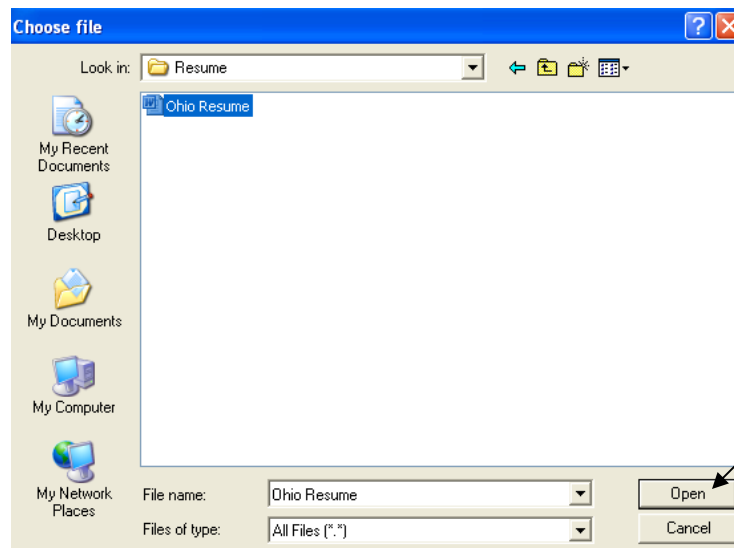 Choose file
Look in: Resume
Ohio Resume
My Recent
Documents
Desktop
My Documents
My Computer
My Network
Places
File name: Ohio Resume Open
Files of type: All Files (*.*) Cancel